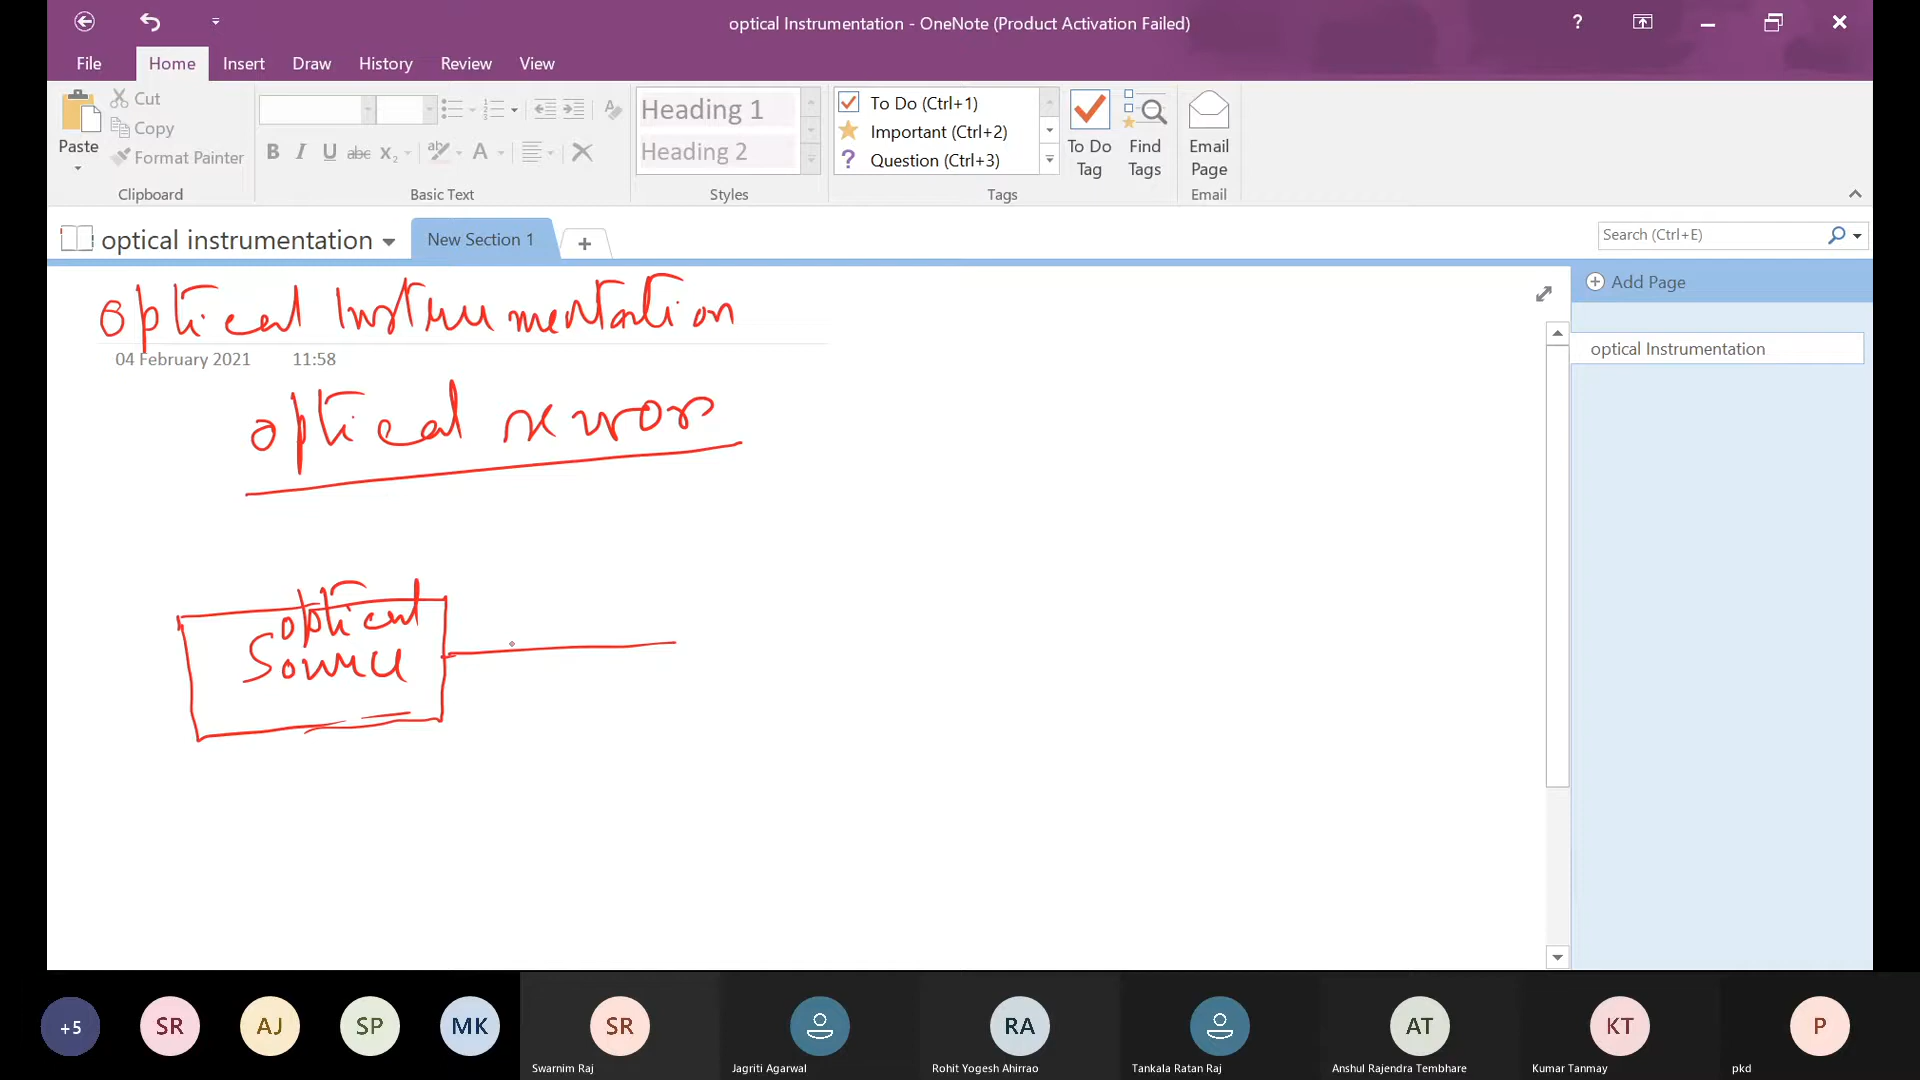 optical Instrumentation - OneNote (Product Activation Failed)
File Home Insert Draw History Review View
Paste
Cut
Copy
Format Painter
Clipboard
B I U abc X₂ A
Basic Text
Heading 1
Heading 2
Styles
To Do (Ctrl+1)
Important (Ctrl+2)
Question (Ctrl+3)
Tags
To Do Tag
Find Tags
Email Page
Email
optical instrumentation
New Section 1
Search (Ctrl+E)
Add Page
optical Instrumentation
optical Instrumentation
04 February 2021 11:58
optical sensor
optical
Source
+5 SR AJ SP MK SR RA AT KT P
Swarnim Raj Jagriti Agarwal Rohit Yogesh Ahirrao Tankala Ratan Raj Anshul Rajendra Tembhare Kumar Tanmay pkd